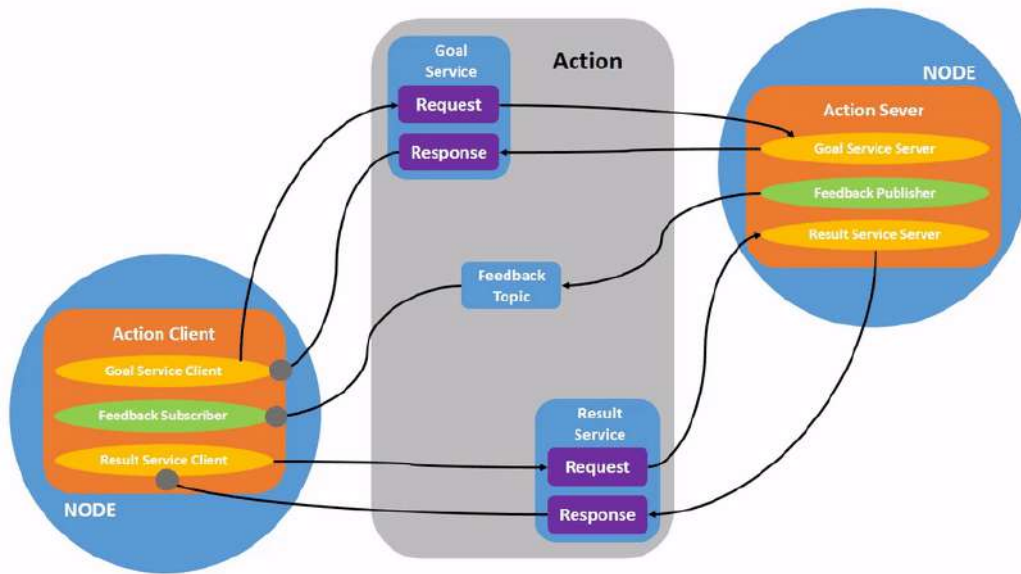 Goal
Service
Request
Response
Action
NODE
Action Sever
Goal Service Server
Feedback Publisher
Result Service Server
Feedback
Topic
Action Client
Goal Service Client
Feedback Subscriber
Result Service Client
NODE
Result
Service
Request
Response